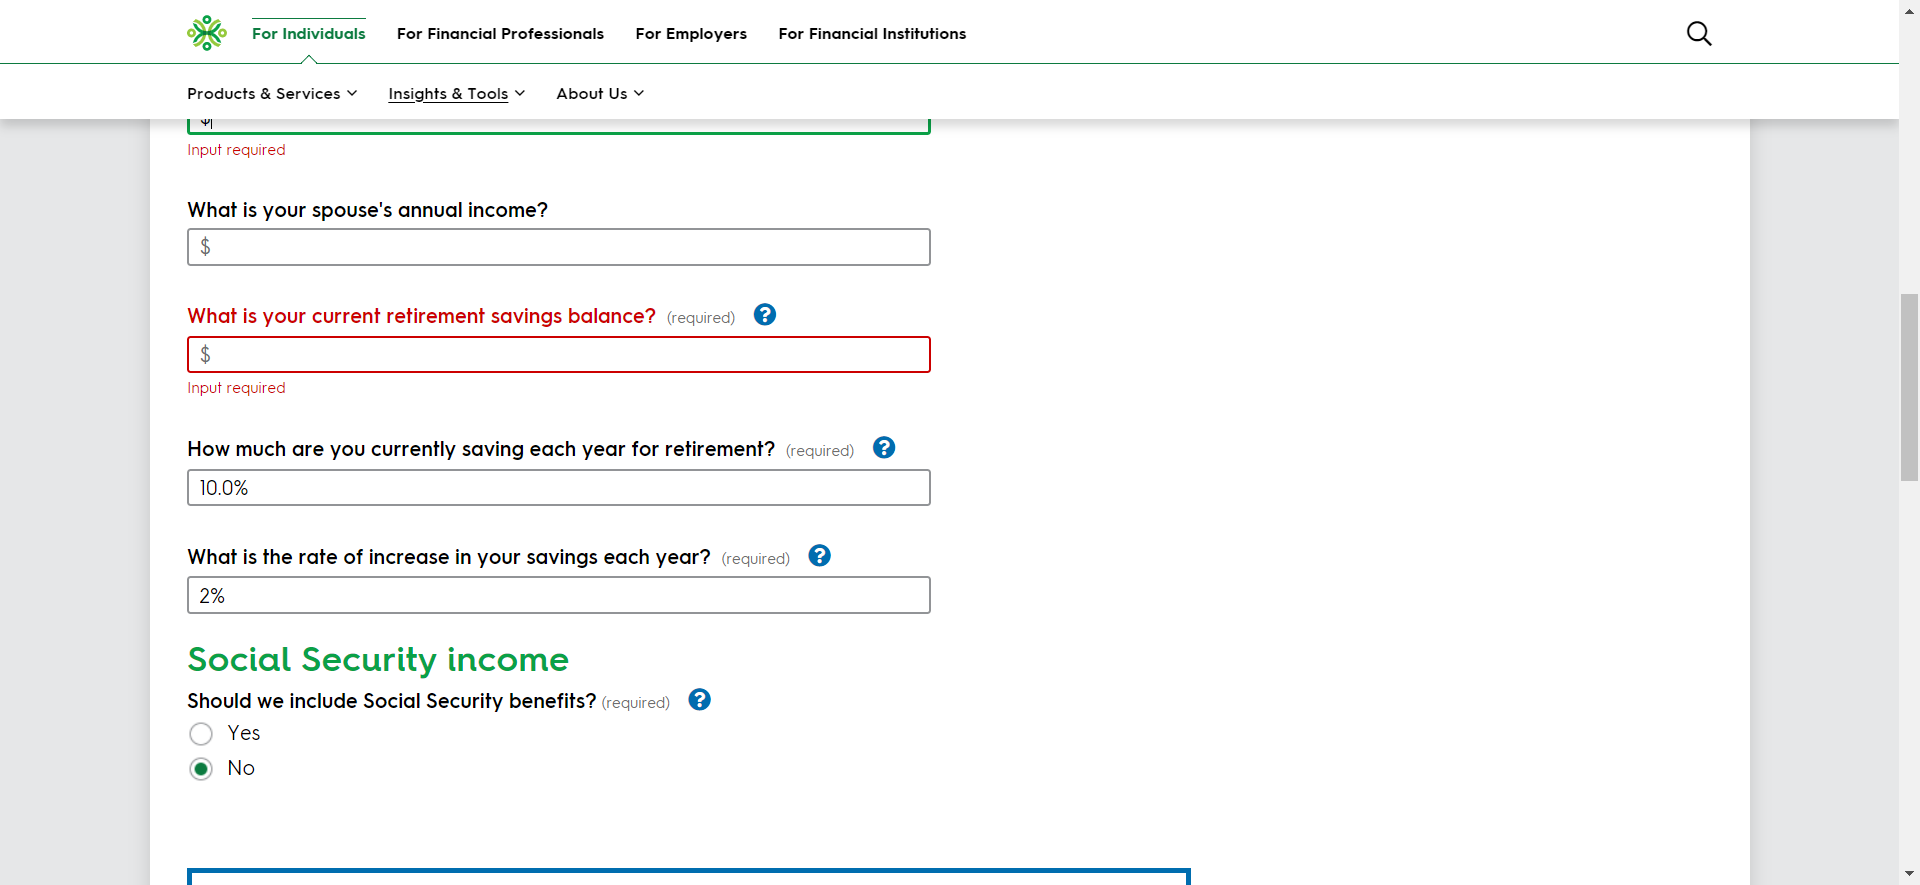 For Individuals For Financial Professionals For Employers For Financial Institutions
Products & Services Insights & Tools About Us
$
Input required
What is your spouse's annual income?
$
What is your current retirement savings balance? (required) ?
$
Input required
How much are you currently saving each year for retirement? (required) ?
10.0%
What is the rate of increase in your savings each year? (required) ?
2%
Social Security income
Should we include Social Security benefits? (required) ?
Yes
No